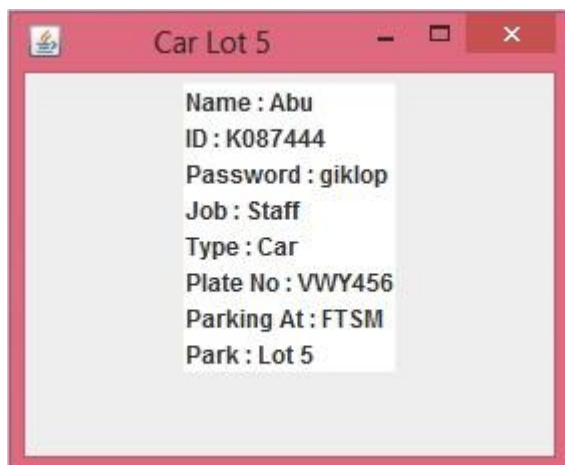 Car Lot 5
Name : Abu
ID : K087444
Password : giklop
Job : Staff
Type : Car
Plate No : VWY456
Parking At : FTSM
Park : Lot 5